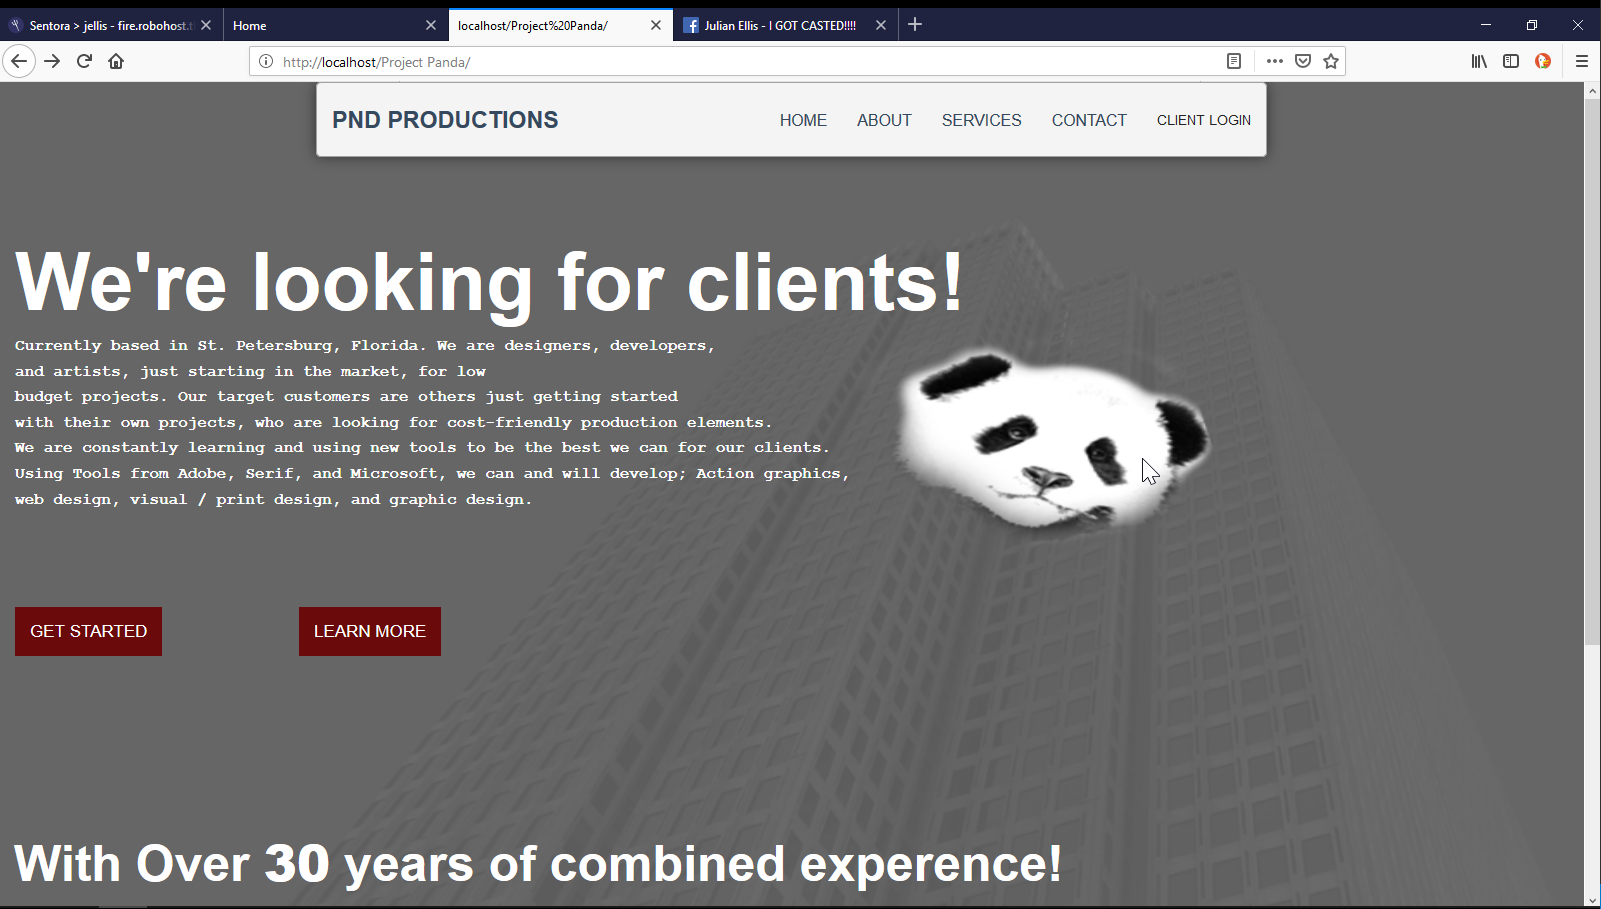 Sentora > jellis - fire.robohost.t
Home
localhost/Project%20Panda/
Julian Ellis - I GOT CASTED!!!!
http://localhost/Project Panda/
PND PRODUCTIONS
HOME
ABOUT
SERVICES
CONTACT
CLIENT LOGIN
We're looking for clients!
Currently based in St. Petersburg, Florida. We are designers, developers,
and artists, just starting in the market, for low
budget projects. Our target customers are others just getting started
with their own projects, who are looking for cost-friendly production elements.
We are constantly learning and using new tools to be the best we can for our clients.
Using Tools from Adobe, Serif, and Microsoft, we can and will develop; Action graphics,
web design, visual / print design, and graphic design.
GET STARTED
LEARN MORE
With Over 30 years of combined experence!